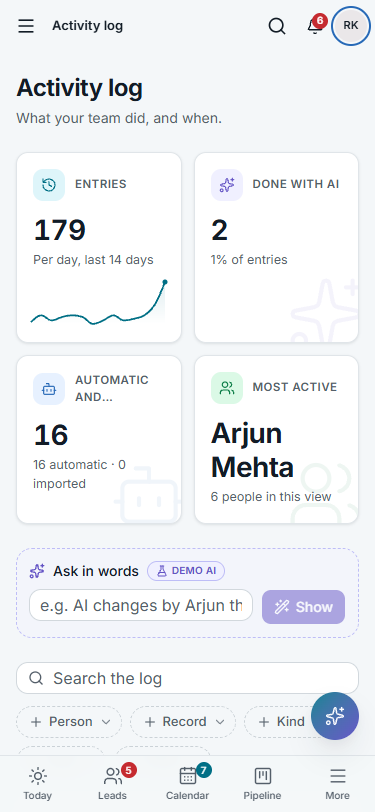 Activity log
6
RK
Activity log
What your team did, and when.
ENTRIES
179
Per day, last 14 days
DONE WITH AI
2
1% of entries
AUTOMATIC
AND...
16
16 automatic · 0
imported
MOST ACTIVE
Arjun
Mehta
6 people in this view
Ask in words
DEMO AI
e.g. AI changes by Arjun th
Show
Search the log
+ Person
+ Record
+ Kind
Today
5
Leads
7
Calendar
Pipeline
More